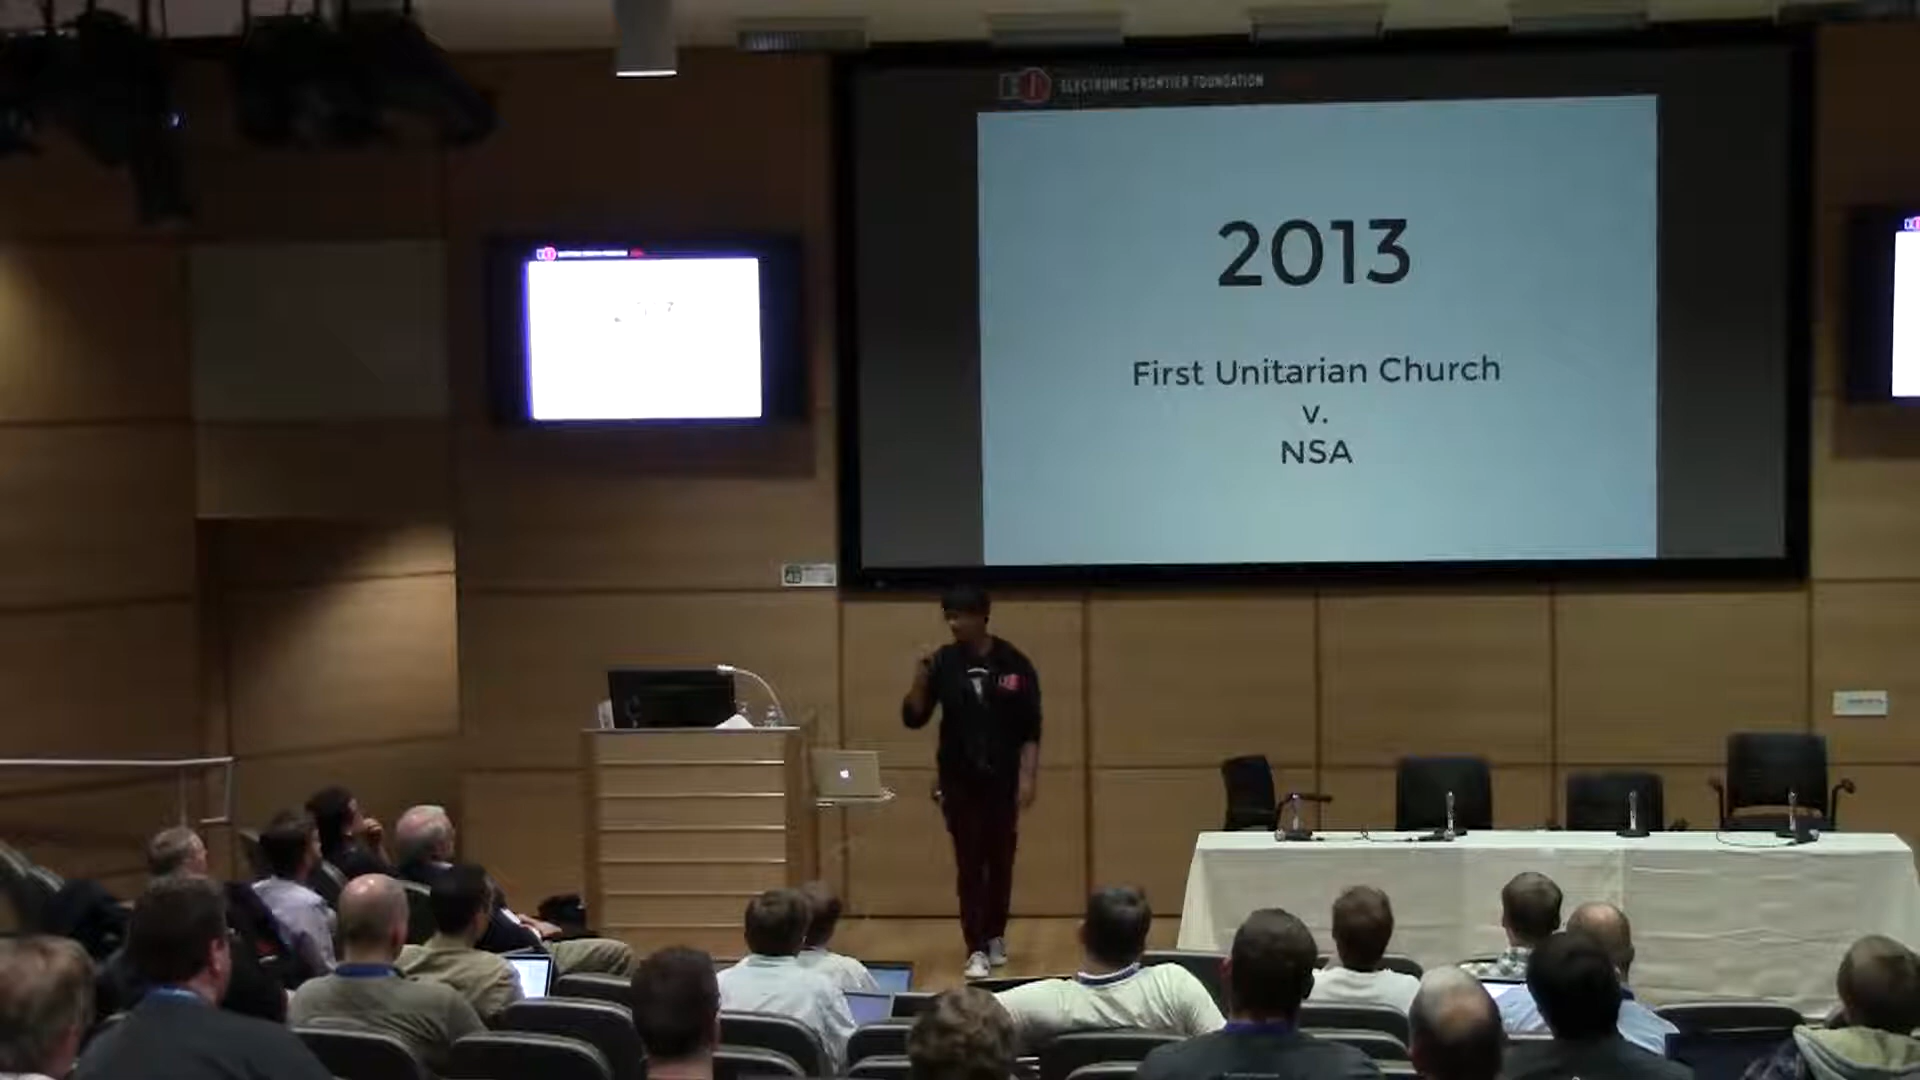 ELECTRONIC FRONTIER FOUNDATION
2013
First Unitarian Church
v.
NSA